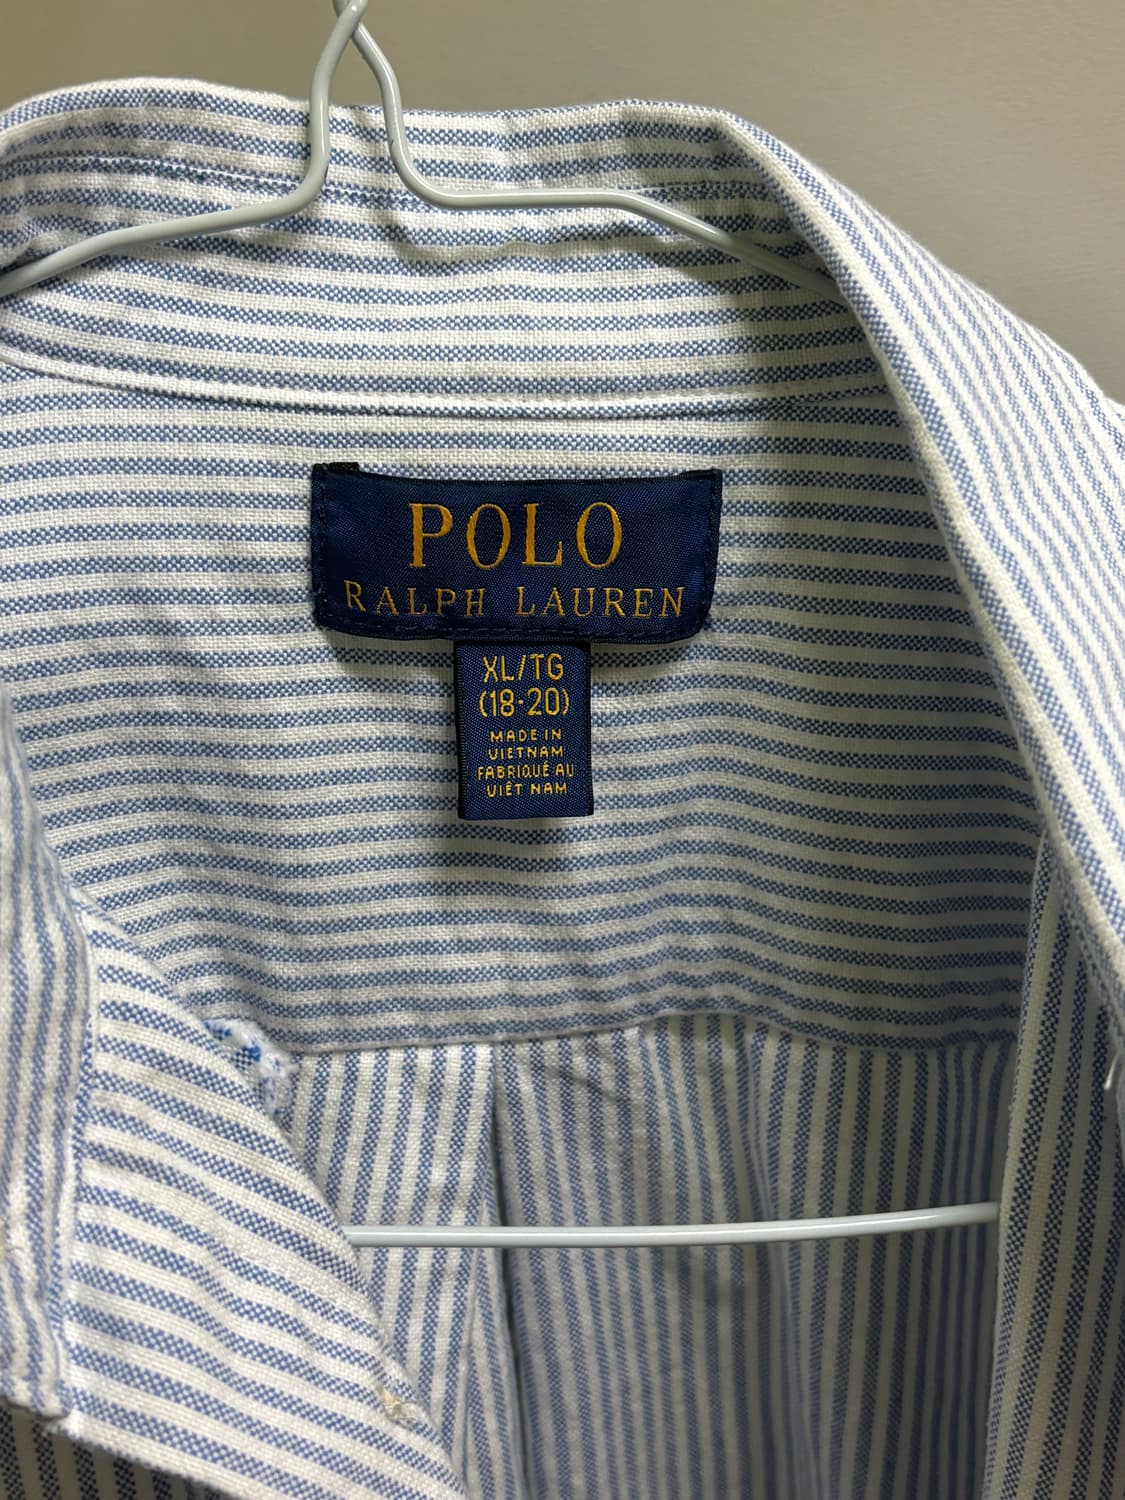 POLO
RALPH LAUREN
XL/TG
(18-20)
MADE IN
VIETNAM
FABRIQUÉ AU
VIÊT NAM